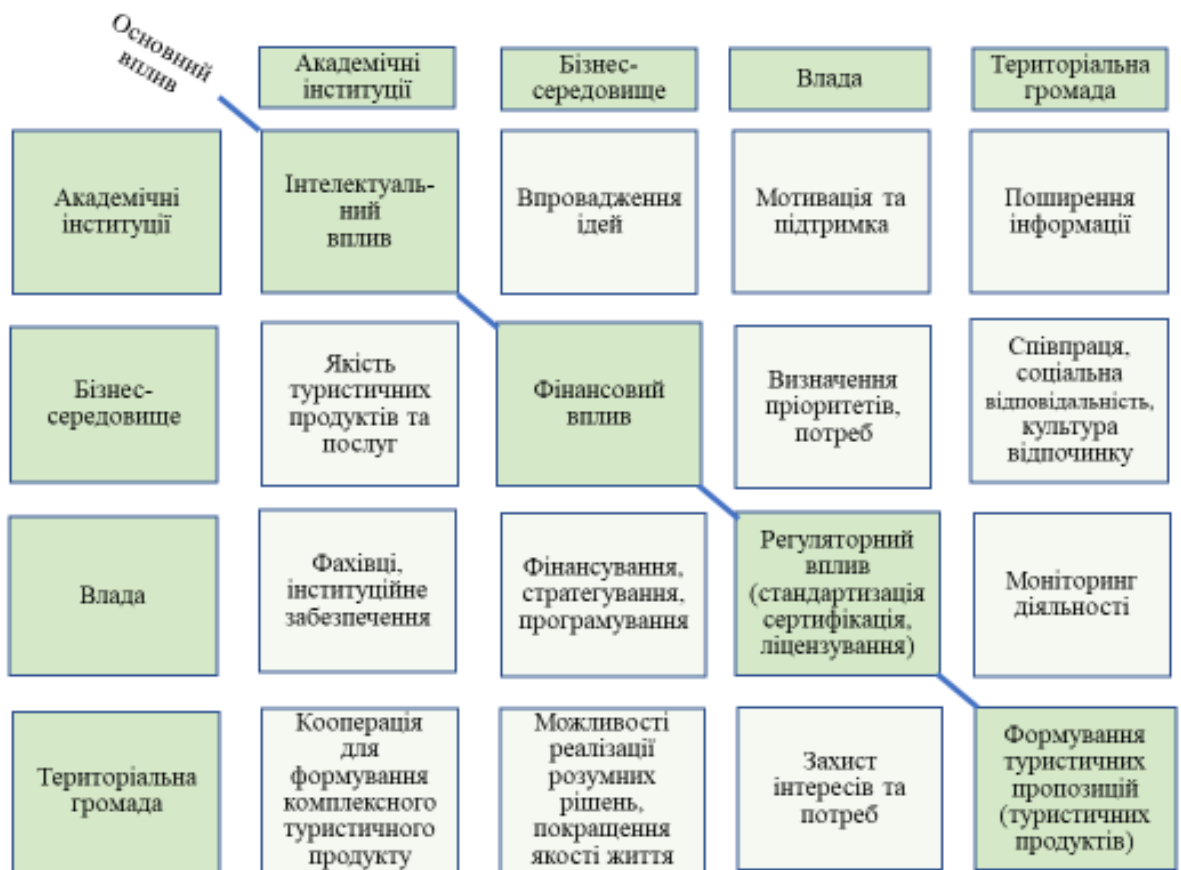 Основний
вплив
Академічні
інституції
Бізнес-
середовище
Влада
Територіальна
громада
Академічні
інституції
Інтелектуаль-
ний
вплив
Впровадження
ідей
Мотивація та
підтримка
Поширення
інформації
Бізнес-
середовище
Якість
туристичних
продуктів та
послуг
Фінансовий
вплив
Визначення
пріоритетів,
потреб
Співпраця,
соціальна
відповідальність,
культура
відпочинку
Влада
Фахівці,
інституційне
забезпечення
Фінансування,
стратегування,
програмування
Регуляторний
вплив
(стандартизація
сертифікація,
ліцензування)
Моніторинг
діяльності
Територіальна
громада
Кооперація
для
формування
комплексного
туристичного
продукту
Можливості
реалізації
розумних
рішень,
покращення
якості життя
Захист
інтересів та
потреб
Формування
туристичних
пропозицій
(туристичних
продуктів)